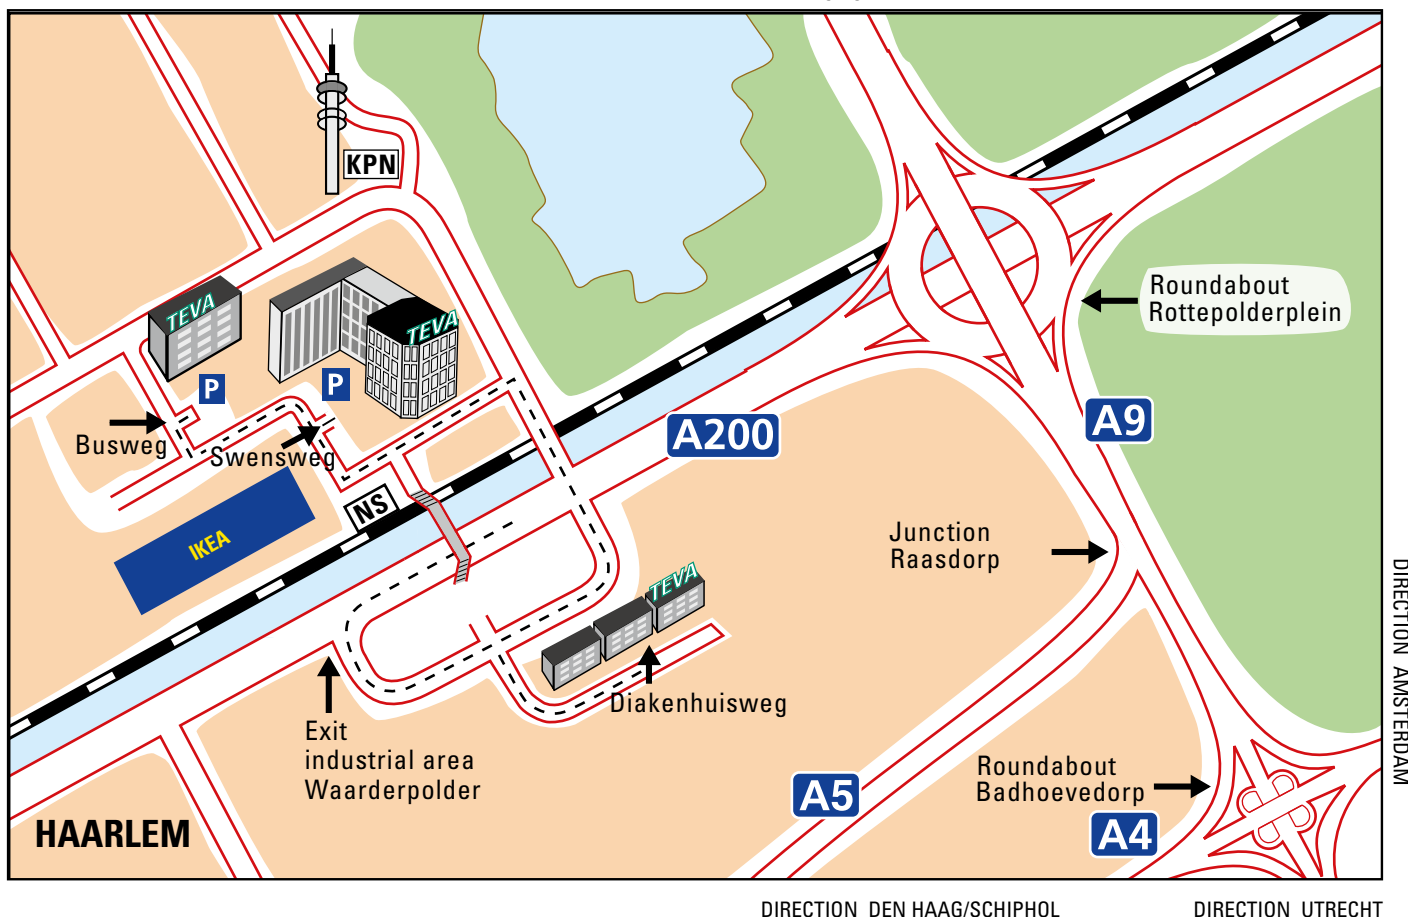 KPN
TEVA
TEVA
P
P
Busweg
Swensweg
NS
IKEA
A200
A9
Roundabout
Rottepolderplein
Junction
Raasdorp
TEVA
Diakenhuisweg
Exit
industrial area
Waarderpolder
HAARLEM
A5
Roundabout
Badhoevedorp
A4
DIRECTION AMSTERDAM
DIRECTION DEN HAAG/SCHIPHOL
DIRECTION UTRECHT